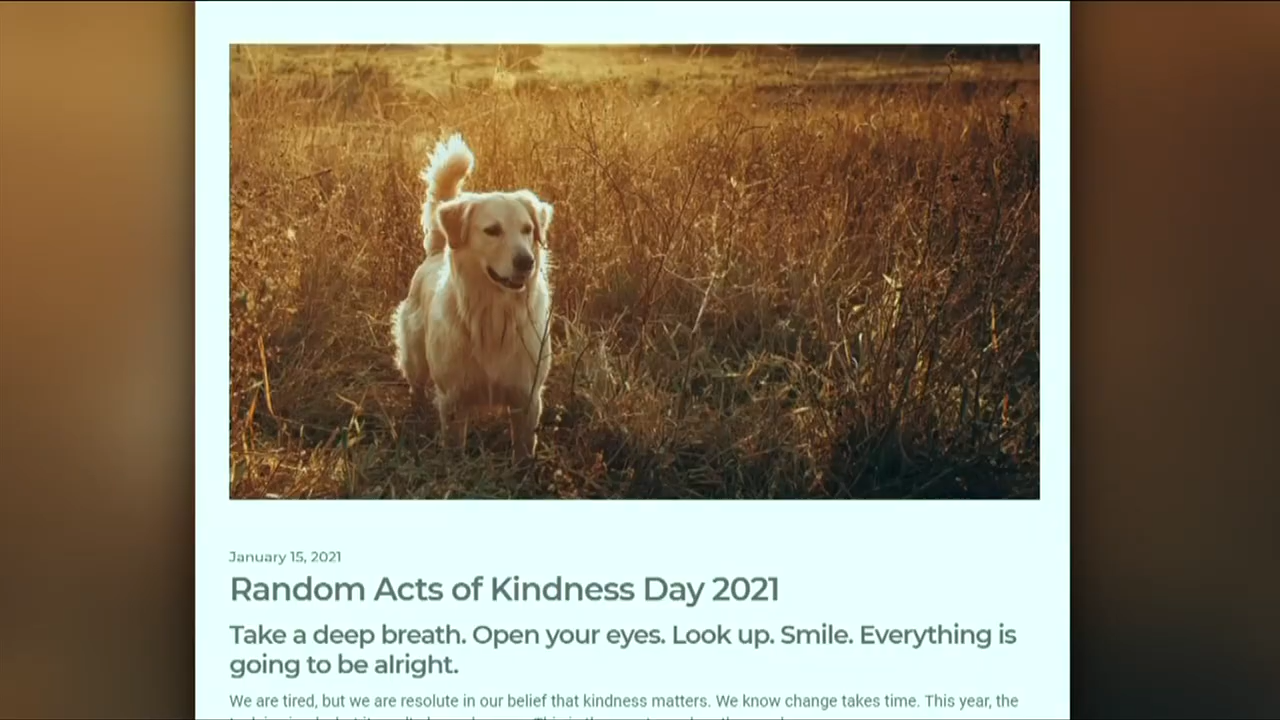 January 15, 2021
Random Acts of Kindness Day 2021
Take a deep breath. Open your eyes. Look up. Smile. Everything is
going to be alright.
We are tired, but we are resolute in our belief that kindness matters. We know change takes time. This year, the